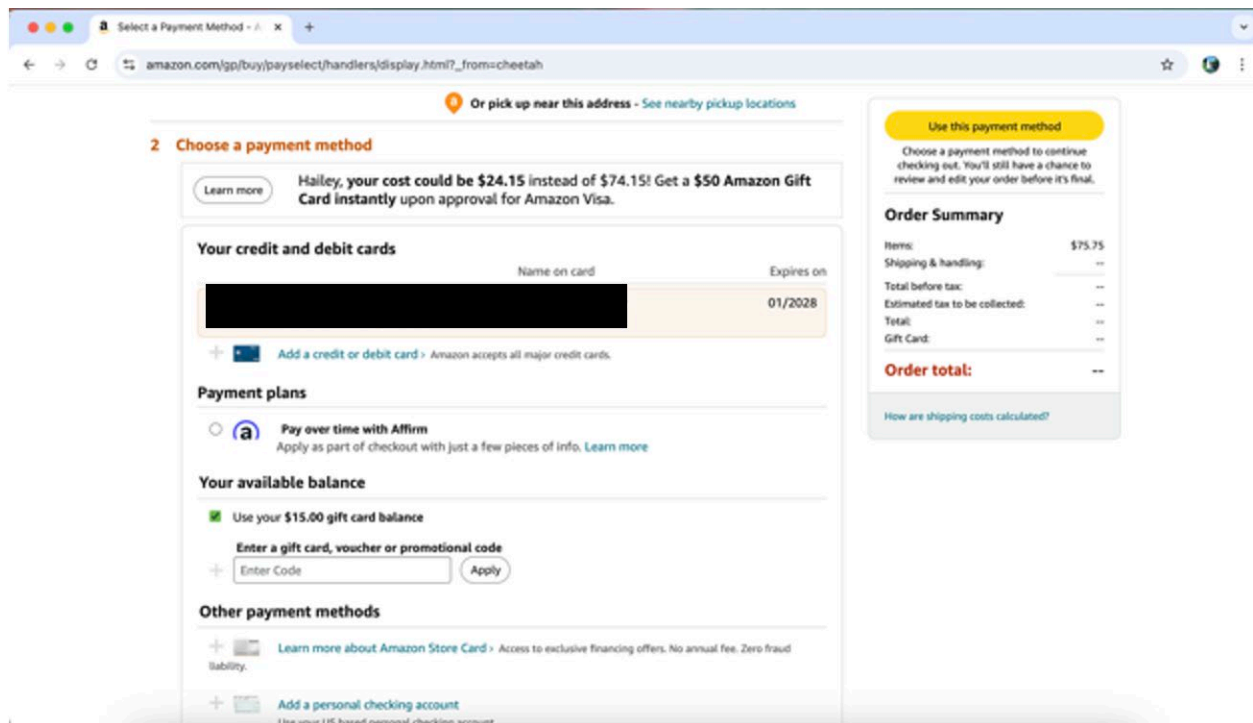 Select a Payment Method - A
amazon.com/gp/buy/payselect/handlers/display.html?_from=cheetah
Or pick up near this address - See nearby pickup locations
2 Choose a payment method
Learn more
Hailey, your cost could be $24.15 instead of $74.15! Get a $50 Amazon Gift
Card instantly upon approval for Amazon Visa.
Your credit and debit cards
Name on card Expires on
01/2028
Add a credit or debit card › Amazon accepts all major credit cards.
Payment plans
Pay over time with Affirm
Apply as part of checkout with just a few pieces of info. Learn more
Your available balance
Use your $15.00 gift card balance
Enter a gift card, voucher or promotional code
Enter Code Apply
Other payment methods
Learn more about Amazon Store Card › Access to exclusive financing offers. No annual fee. Zero fraud
liability.
Add a personal checking account
Use your US based personal checking account
Use this payment method
Choose a payment method to continue
checking out. You'll still have a chance to
review and edit your order before it's final.
Order Summary
Items: $75.75
Shipping & handling: --
Total before tax: --
Estimated tax to be collected: --
Total: --
Gift Card: --
Order total: --
How are shipping costs calculated?